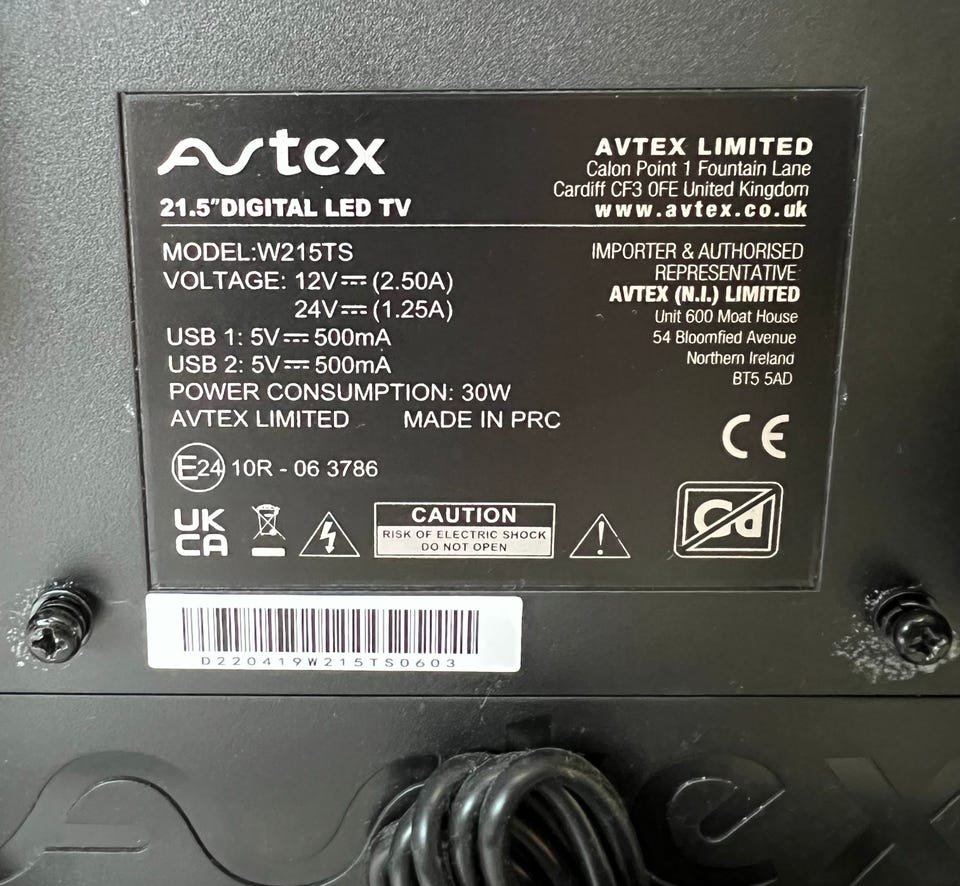 Avtex
21.5"DIGITAL LED TV
AVTEX LIMITED
Calon Point 1 Fountain Lane
Cardiff CF3 0FE United Kingdom
www.avtex.co.uk
MODEL:W215TS
VOLTAGE: 12V⎓(2.50A)
24V⎓(1.25A)
USB 1: 5V⎓500mA
USB 2: 5V⎓500mA
POWER CONSUMPTION: 30W
AVTEX LIMITED MADE IN PRC
IMPORTER & AUTHORISED
REPRESENTATIVE
AVTEX (N.I.) LIMITED
Unit 600 Moat House
54 Bloomfied Avenue
Northern Ireland
BT5 5AD
CE
E24 10R - 06 3786
UK
CA
CAUTION
RISK OF ELECTRIC SHOCK
DO NOT OPEN
D220419W215TS0603
Avtex